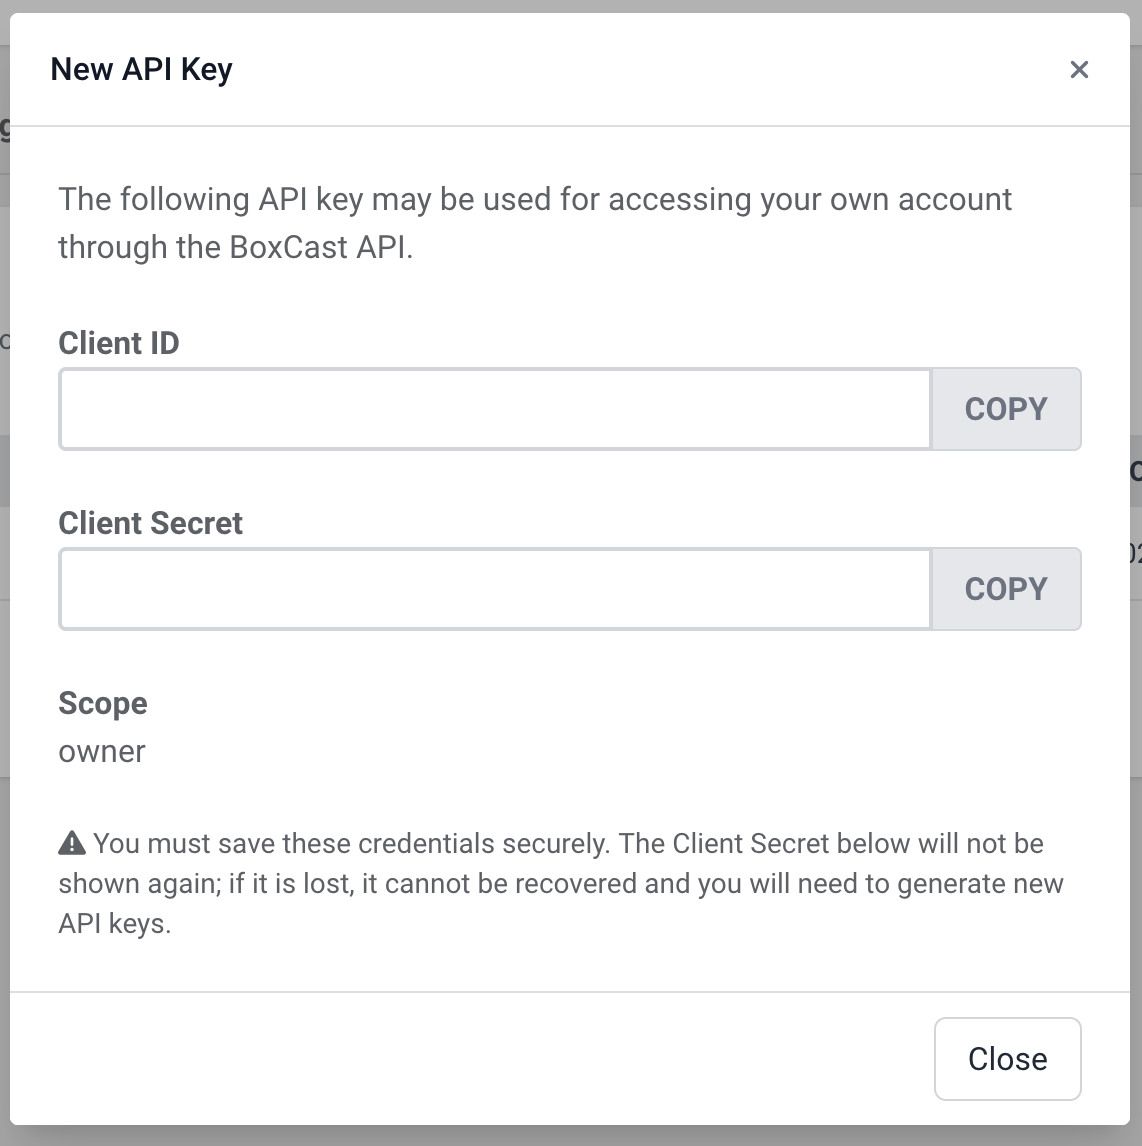 New API Key
The following API key may be used for accessing your own account
through the BoxCast API.
Client ID
COPY
Client Secret
COPY
Scope
owner
You must save these credentials securely. The Client Secret below will not be
shown again; if it is lost, it cannot be recovered and you will need to generate new
API keys.
Close